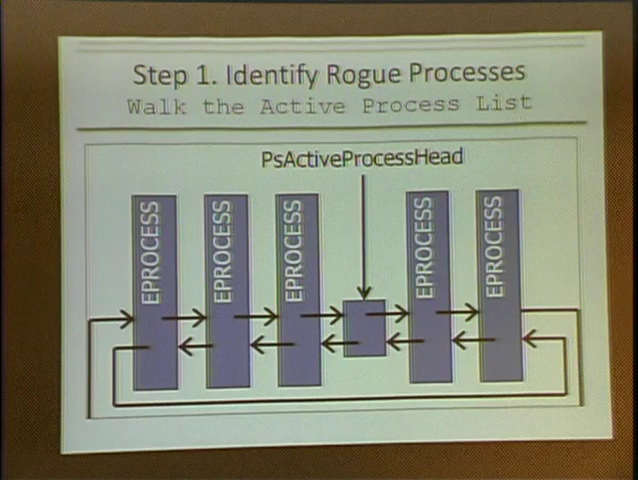 Step 1. Identify Rogue Processes
Walk the Active Process List
PsActiveProcessHead
EPROCESS
EPROCESS
EPROCESS
EPROCESS
EPROCESS